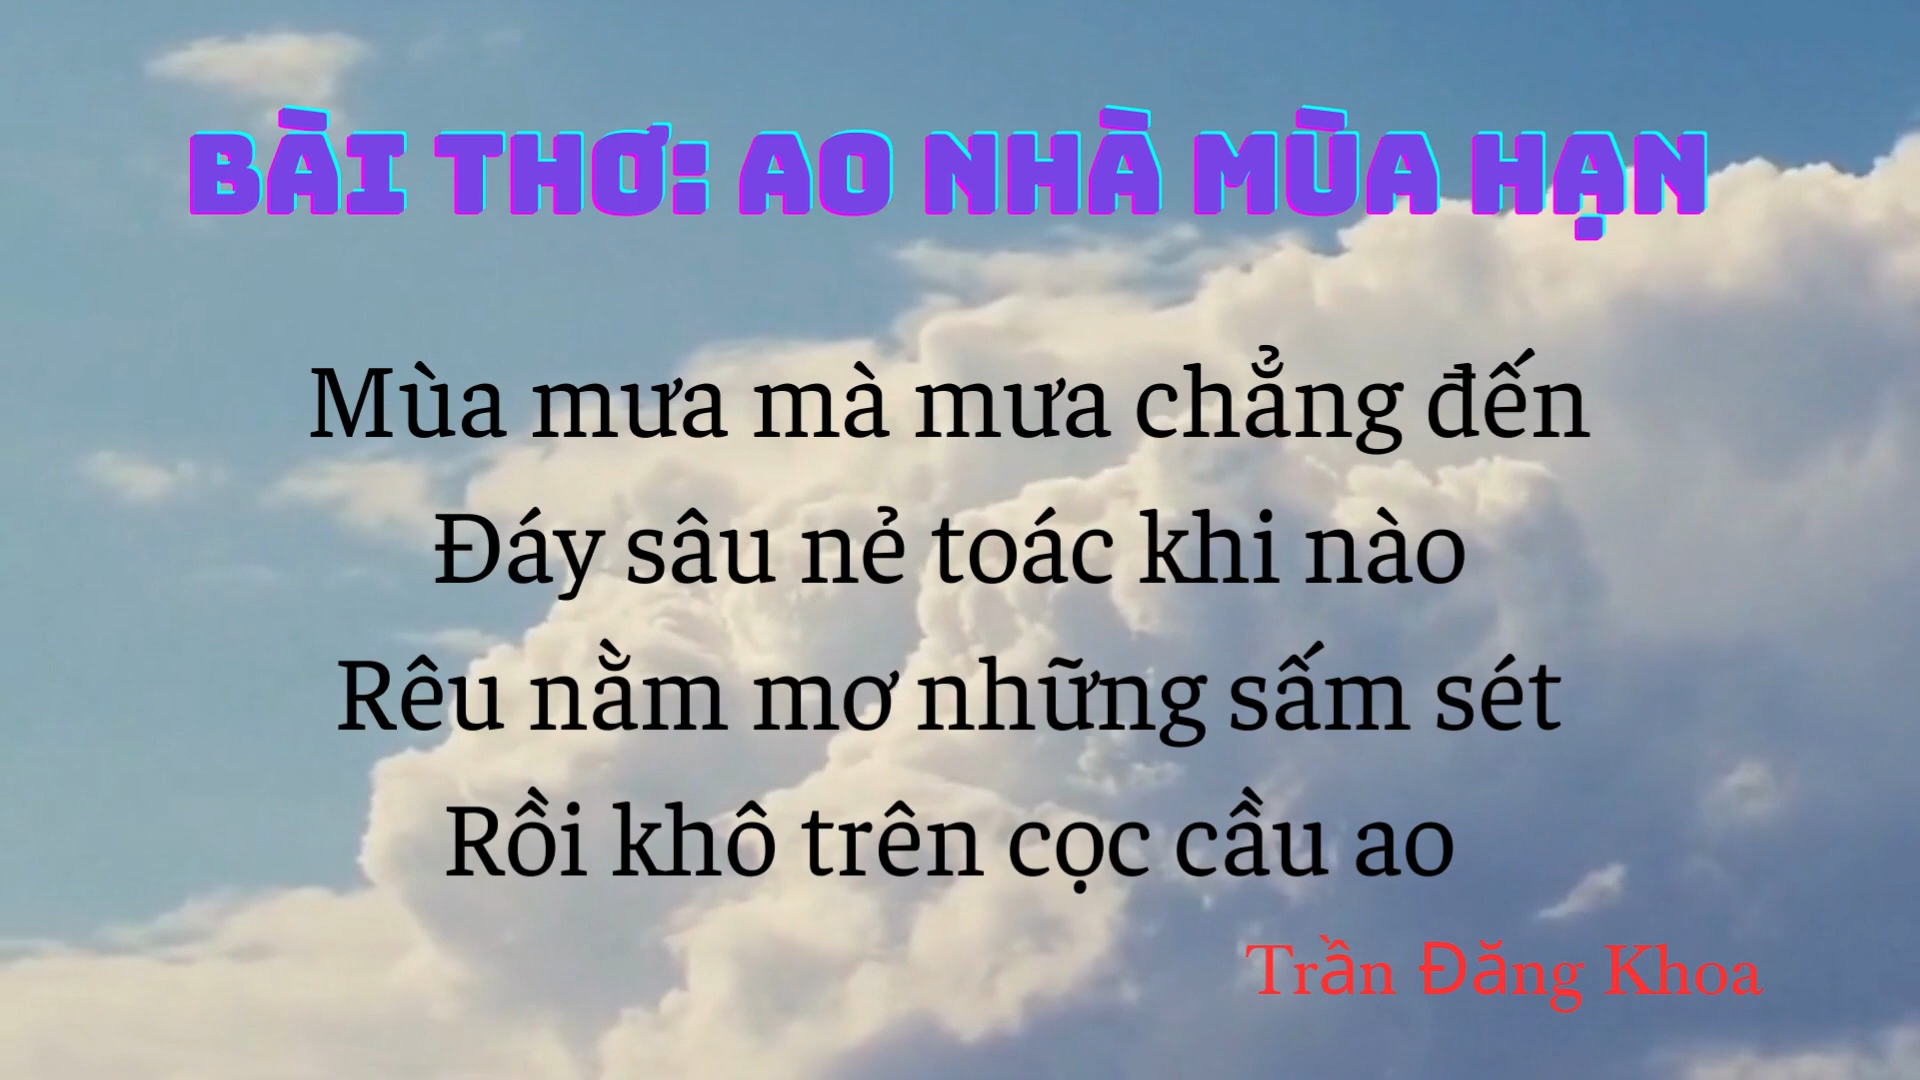 BÀI THƠ: AO NHÀ MÙA HẠN
Mùa mưa mà mưa chẳng đến
Đáy sâu nẻ toác khi nào
Rêu nằm mơ những sấm sét
Rồi khô trên cọc cầu ao
Trần Đăng Khoa